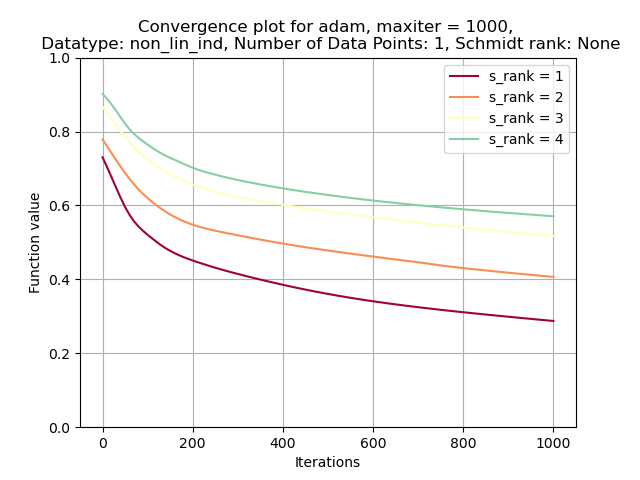 Convergence plot for adam, maxiter = 1000,
Datatype: non_lin_ind, Number of Data Points: 1, Schmidt rank: None
1.0
0.8
0.6
0.4
0.2
0.0
Function value
s_rank = 1
s_rank = 2
s_rank = 3
s_rank = 4
0 200 400 600 800 1000
Iterations